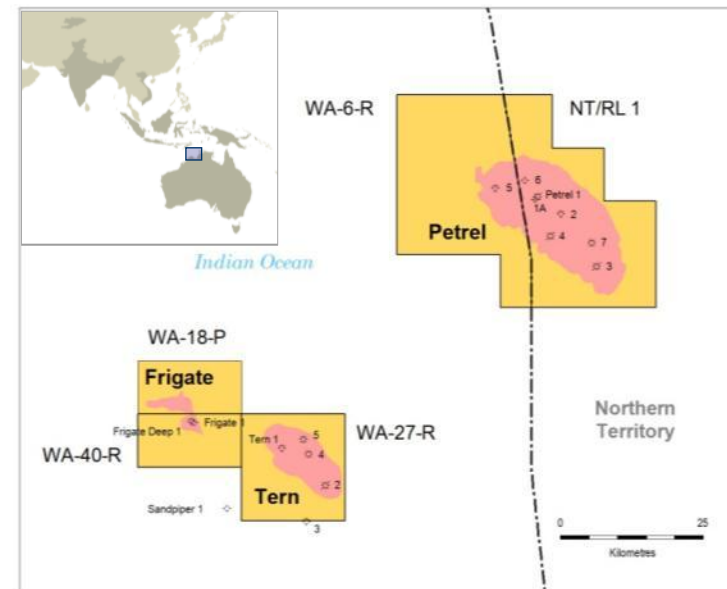 WA-6-R
NT/RL 1
6
5
Petrel 1
1A
2
Petrel
4
7
3
Indian Ocean
WA-18-P
Frigate
Frigate 1
Frigate Deep 1
WA-27-R
Northern
Territory
Tern 1
5
4
WA-40-R
2
Tern
Sandpiper 1
3
0
25
Kilometres